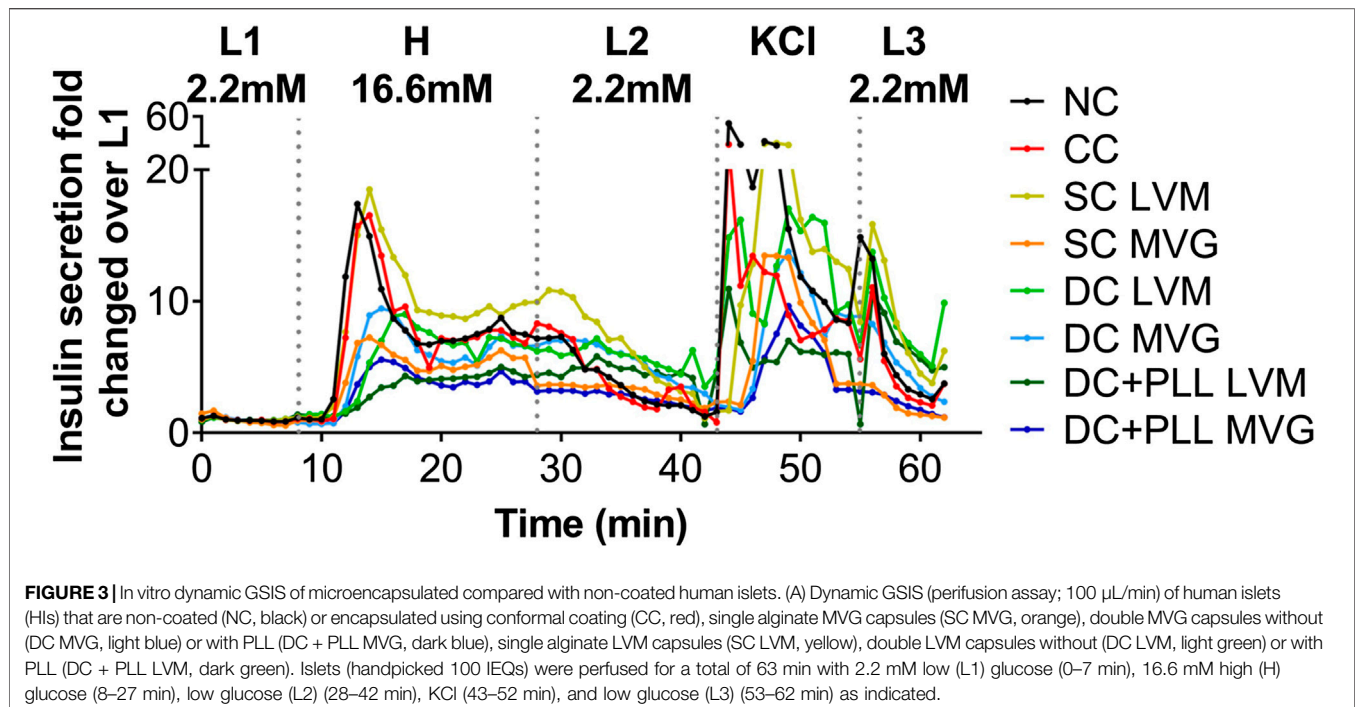 L1 H L2 KCl L3
2.2mM 16.6mM 2.2mM 2.2mM
Insulin secretion fold
changed over L1
60
1
20
10
0
0 10 20 30 40 50 60
Time (min)
NC
CC
SC LVM
SC MVG
DC LVM
DC MVG
DC+PLL LVM
DC+PLL MVG
FIGURE 3 | In vitro dynamic GSIS of microencapsulated compared with non-coated human islets. (A) Dynamic GSIS (perifusion assay; 100 μL/min) of human islets
(HIs) that are non-coated (NC, black) or encapsulated using conformal coating (CC, red), single alginate MVG capsules (SC MVG, orange), double MVG capsules without
(DC MVG, light blue) or with PLL (DC + PLL MVG, dark blue), single alginate LVM capsules (SC LVM, yellow), double LVM capsules without (DC LVM, light green) or with
PLL (DC + PLL LVM, dark green). Islets (handpicked 100 IEQs) were perfused for a total of 63 min with 2.2 mM low (L1) glucose (0–7 min), 16.6 mM high (H)
glucose (8–27 min), low glucose (L2) (28–42 min), KCl (43–52 min), and low glucose (L3) (53–62 min) as indicated.